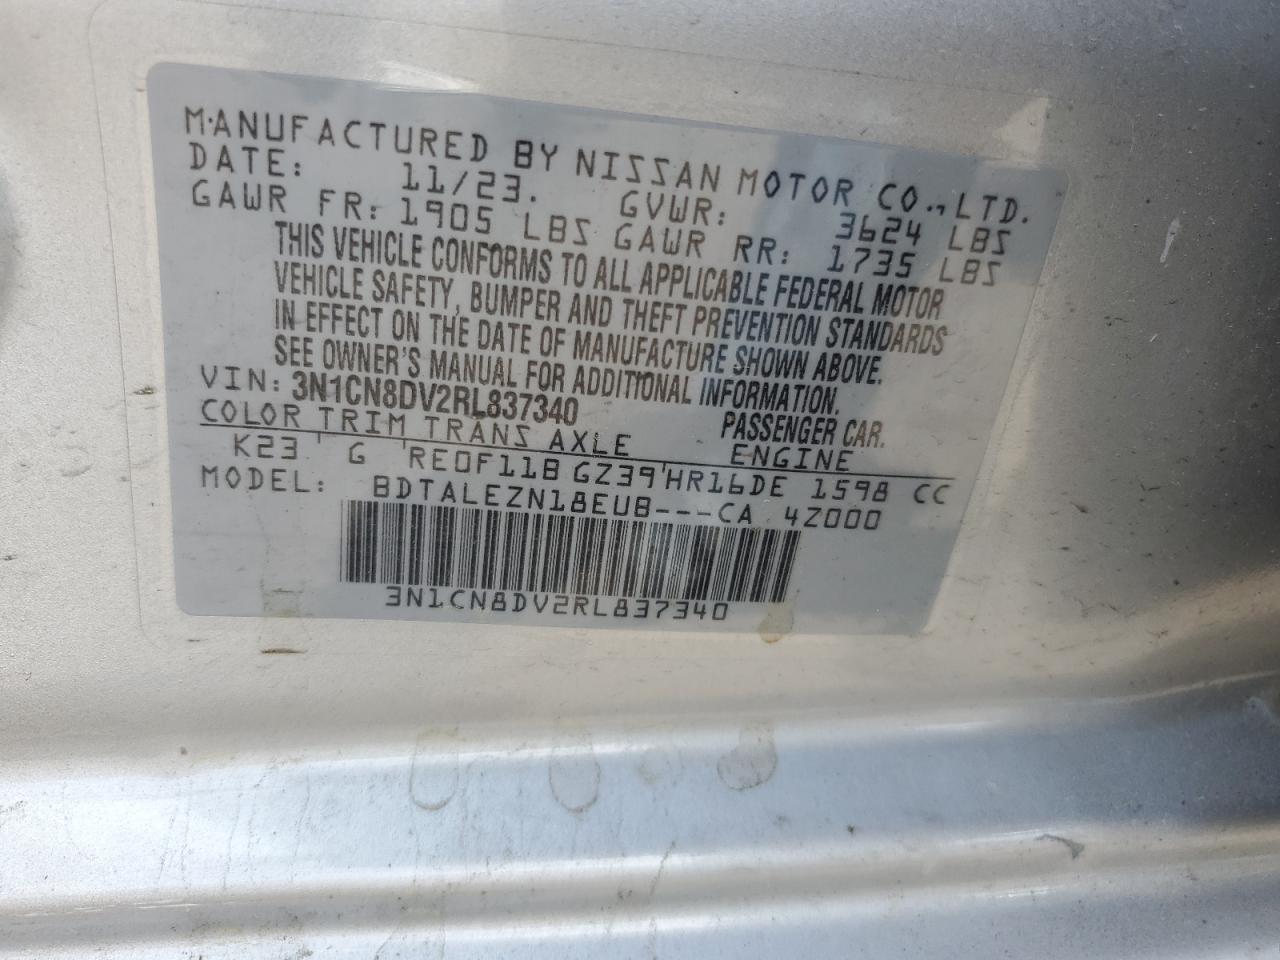 MANUFACTURED BY NISSAN MOTOR CO., LTD.
DATE: 11/23. GVWR: 3624 LBS
GAWR FR: 1905 LBS GAWR RR: 1735 LBS
THIS VEHICLE CONFORMS TO ALL APPLICABLE FEDERAL MOTOR
VEHICLE SAFETY, BUMPER AND THEFT PREVENTION STANDARDS
IN EFFECT ON THE DATE OF MANUFACTURE SHOWN ABOVE.
SEE OWNER'S MANUAL FOR ADDITIONAL INFORMATION.
VIN: 3N1CN8DV2RL837340 PASSENGER CAR.
COLOR TRIM TRANS AXLE ENGINE
K23 G RE0F11B GZ39 HR16DE 1598 CC
MODEL: BDTALEZN18EUB---CA 4Z000
3N1CN8DV2RL837340